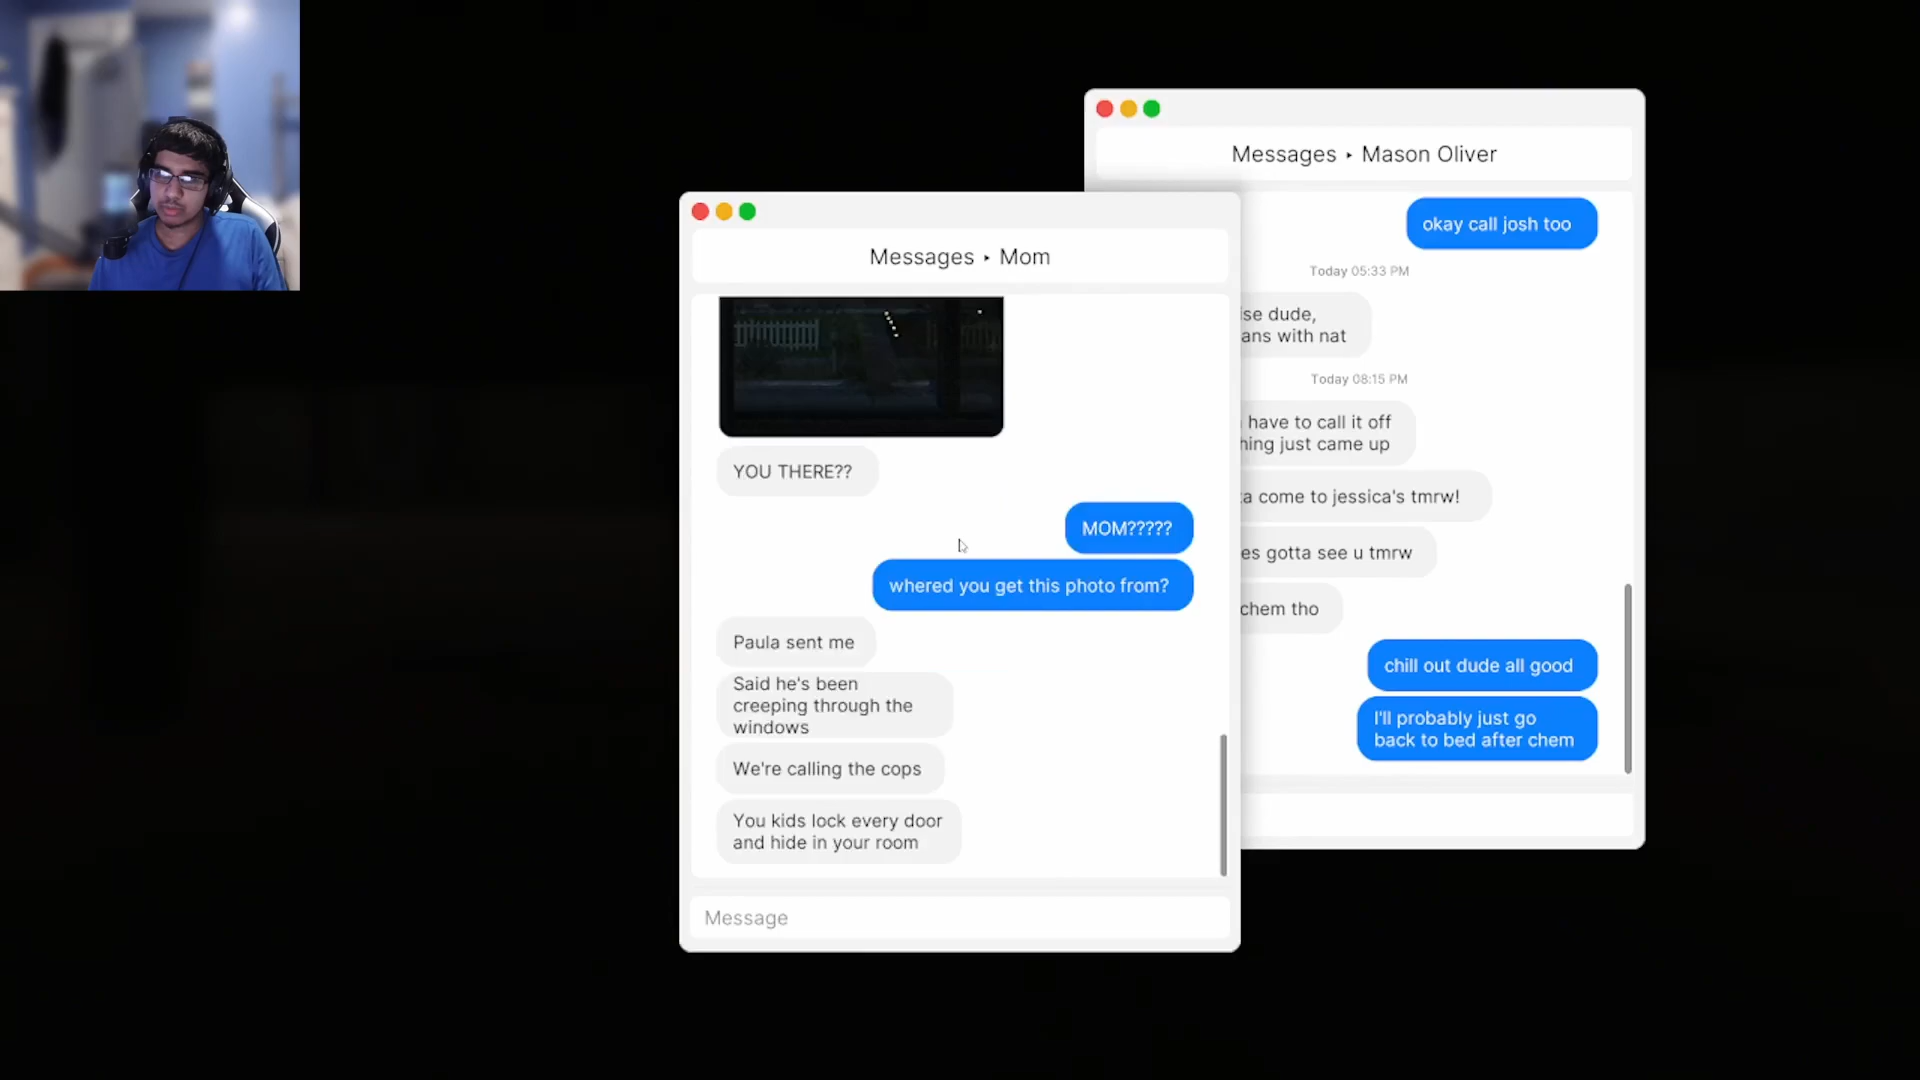 Messages ‣ Mom
YOU THERE??
MOM?????
whered you get this photo from?
Paula sent me
Said he's been
creeping through the
windows
We're calling the cops
You kids lock every door
and hide in your room
Message
Messages ‣ Mason Oliver
okay call josh too
Today 05:33 PM
dude,
with nat
Today 08:15 PM
have to call it off
just came up
come to jessica's tmrw!
gotta see u tmrw
chem tho
chill out dude all good
I'll probably just go
back to bed after chem